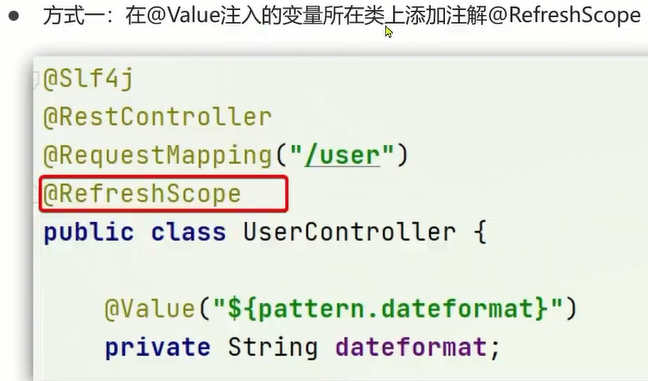 ● 方式一：在@Value注入的变量所在类上添加注解@RefreshScope
@Slf4j
@RestController
@RequestMapping("/user")
@RefreshScope
public class UserController {
@Value("${pattern.dateformat}")
private String dateformat;